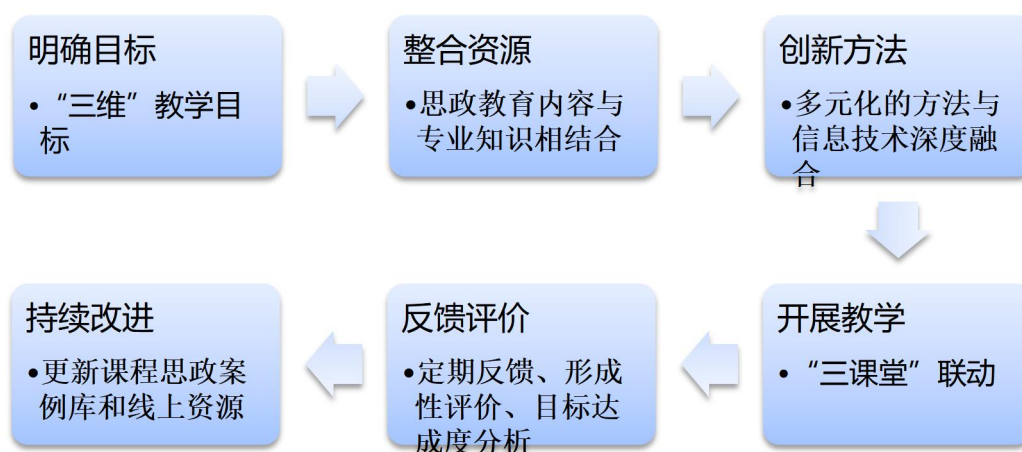 明确目标
•“三维”教学目
标
整合资源
•思政教育内容与
专业知识相结合
创新方法
•多元化的方法与
信息技术深度融
合
开展教学
•“三课堂”联动
反馈评价
•定期反馈、形成
性评价、目标达
成度分析
持续改进
•更新课程思政案
例库和线上资源